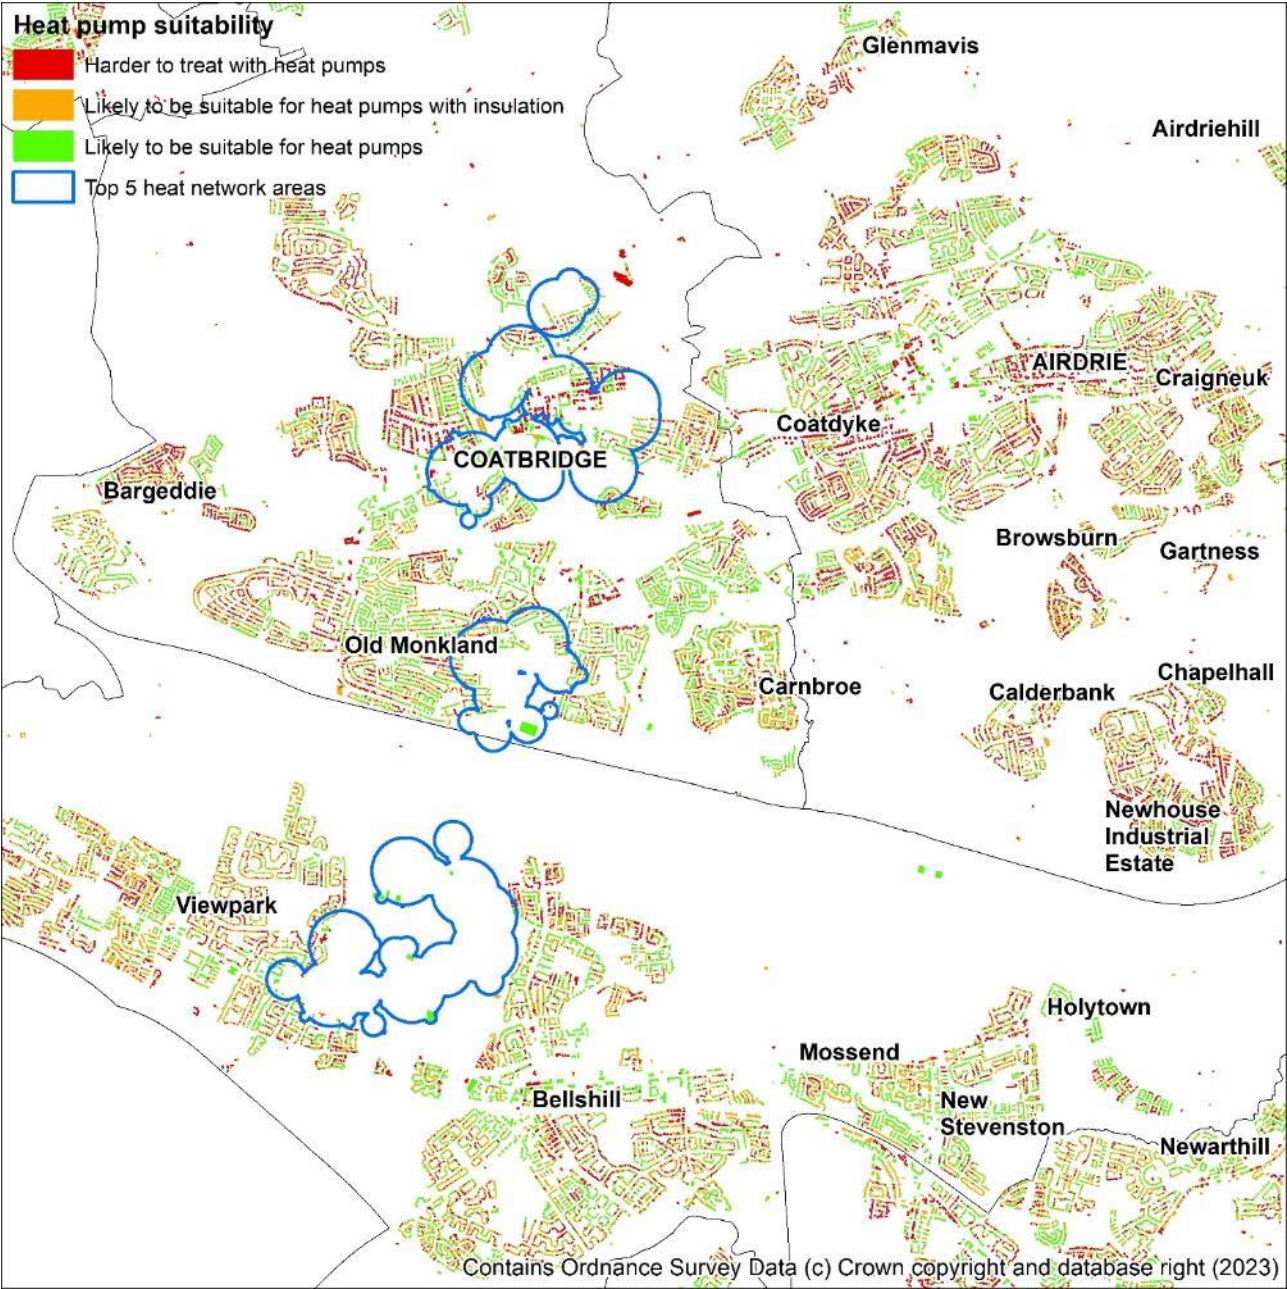 Heat pump suitability
Harder to treat with heat pumps
Likely to be suitable for heat pumps with insulation
Likely to be suitable for heat pumps
Top 5 heat network areas
Glenmavis
Airdriehill
AIRDRIE
Craigneuk
Coatdyke
COATBRIDGE
Bargeddie
Browsburn
Gartness
Old Monkland
Carnbroe
Chapelhall
Calderbank
Newhouse
Industrial
Estate
Viewpark
Holytown
Mossend
Bellshill
New
Stevenston
Newarthill
Contains Ordnance Survey Data (c) Crown copyright and database right (2023)